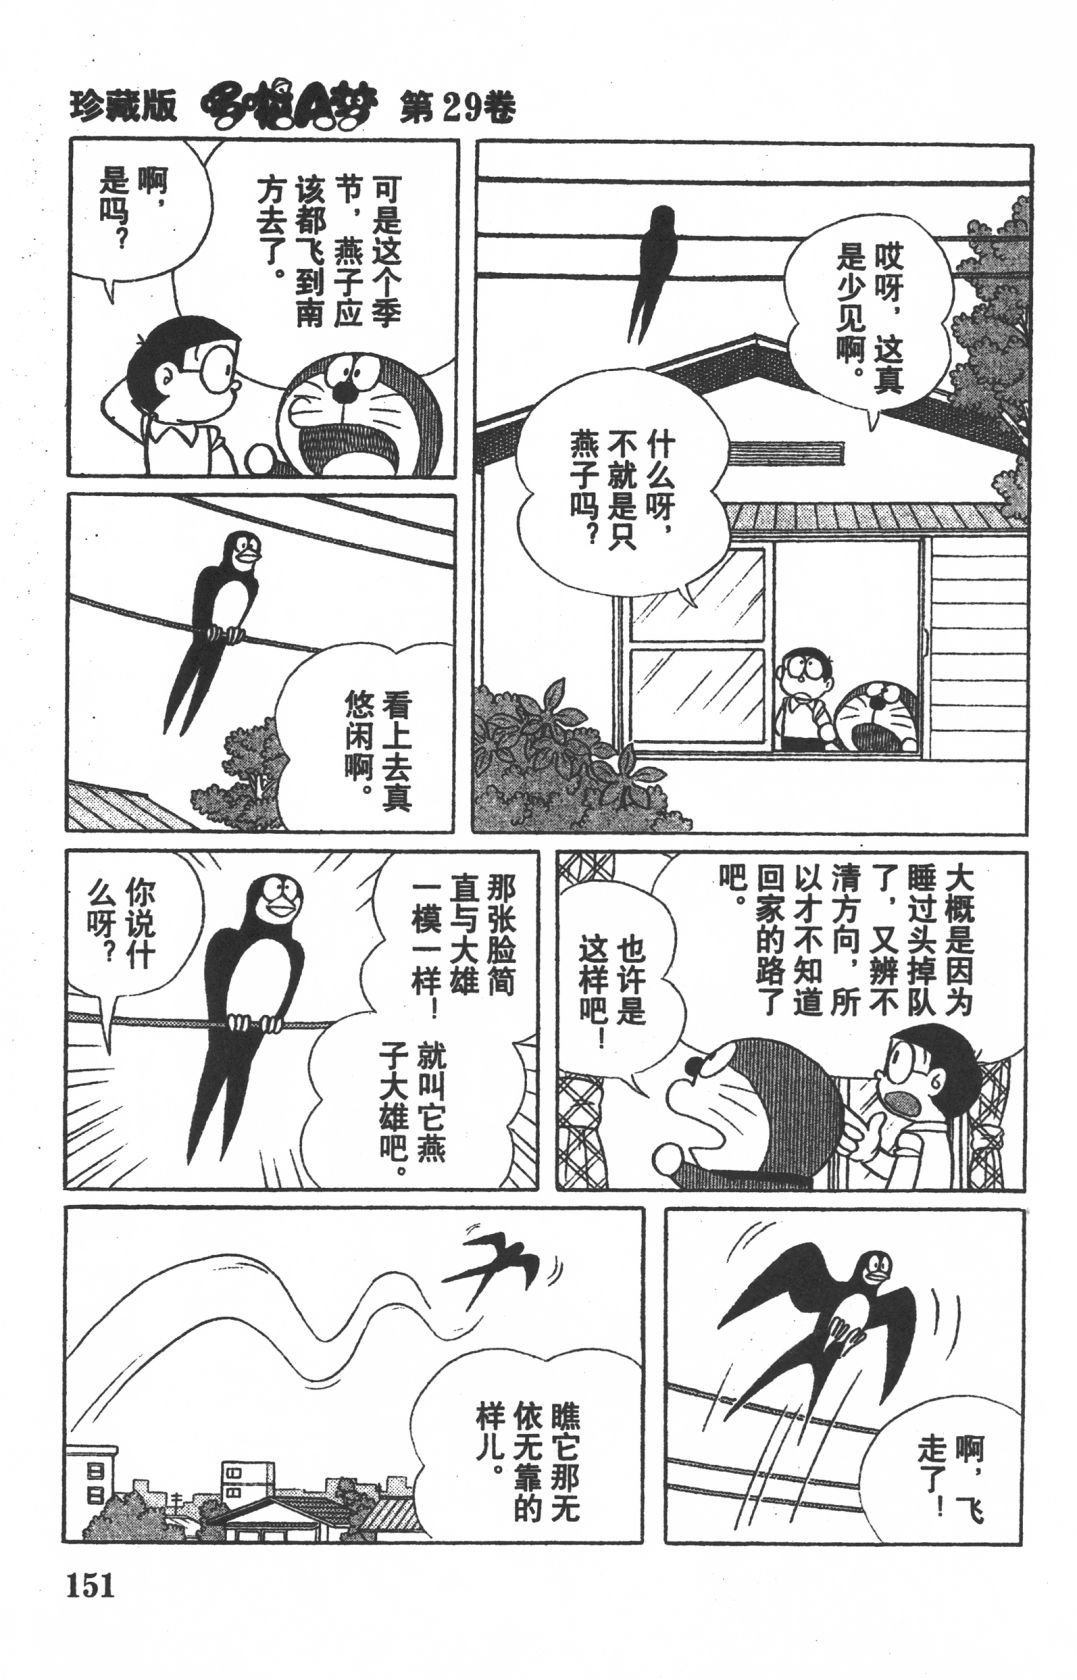 珍藏版 哆啦A梦 第29卷
哎呀，这真
是少见啊。
什么呀，
不就是只
燕子吗？
可是这个季
节，燕子应
该都飞到南
方去了。
啊，
是吗？
看上去真
悠闲啊。
大概是因为
睡过头掉队
了，又辨不
清方向，所
以才不知道
回家的路了
吧。
也许是
这样吧！
那张脸简
直与大雄
一模一样！
就叫它燕
子大雄吧。
你说什
么呀？
啊，飞
走了！
瞧它那无
依无靠的
样儿。
151